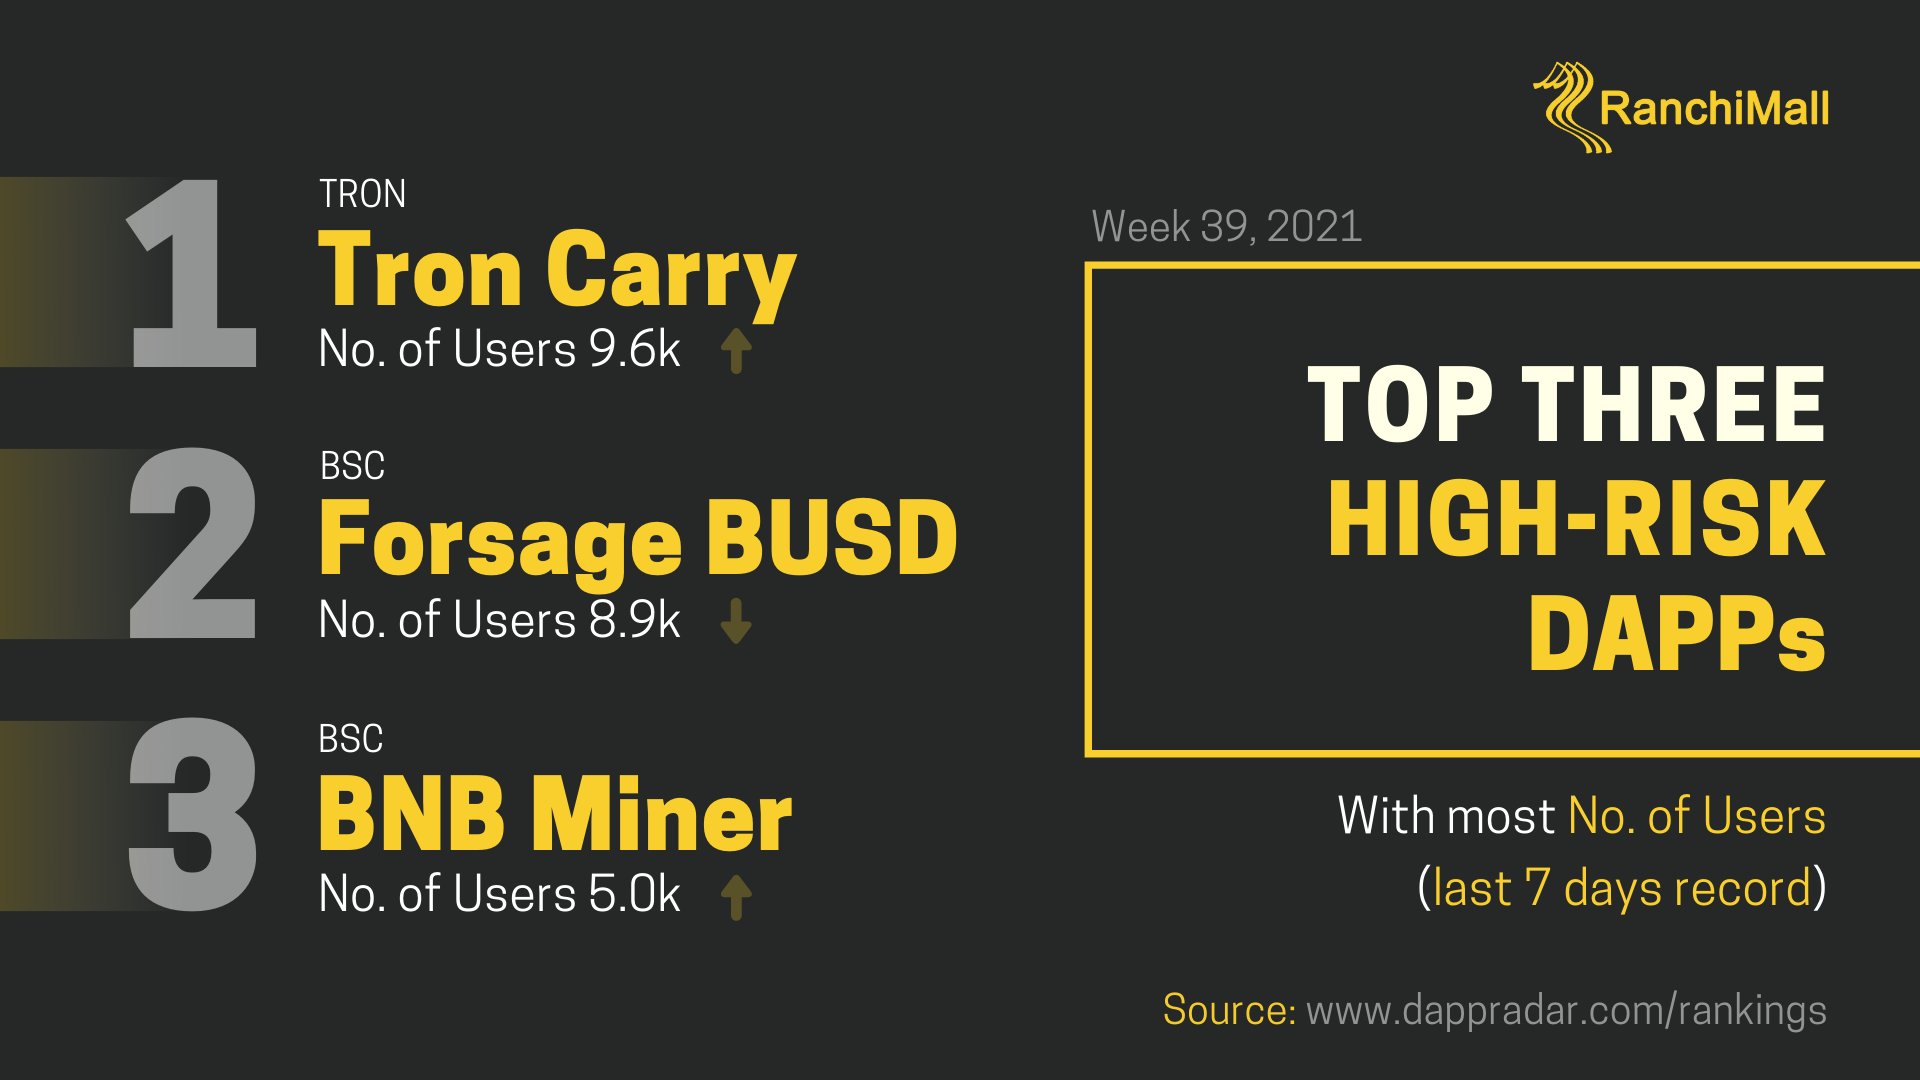 RanchiMall
1
TRON
Tron Carry
No. of Users 9.6k
2
BSC
Forsage BUSD
No. of Users 8.9k
3
BSC
BNB Miner
No. of Users 5.0k
Week 39, 2021
TOP THREE
HIGH-RISK
DAPPs
With most No. of Users
(last 7 days record)
Source: www.dappradar.com/rankings